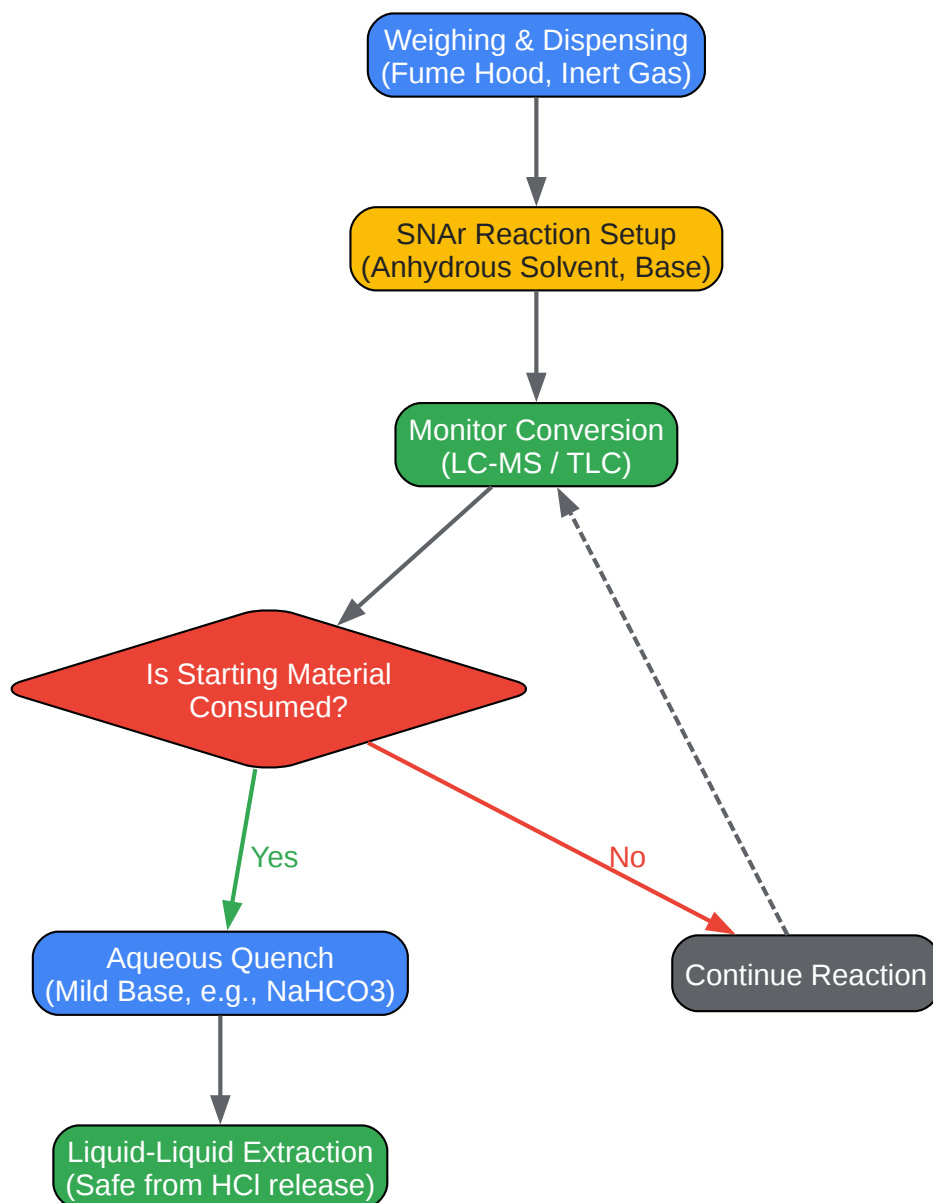 Weighing & Dispensing
(Fume Hood, Inert Gas)
SNAr Reaction Setup
(Anhydrous Solvent, Base)
Monitor Conversion
(LC-MS / TLC)
Is Starting Material
Consumed?
Yes
No
Aqueous Quench
(Mild Base, e.g., NaHCO3)
Continue Reaction
Liquid-Liquid Extraction
(Safe from HCl release)